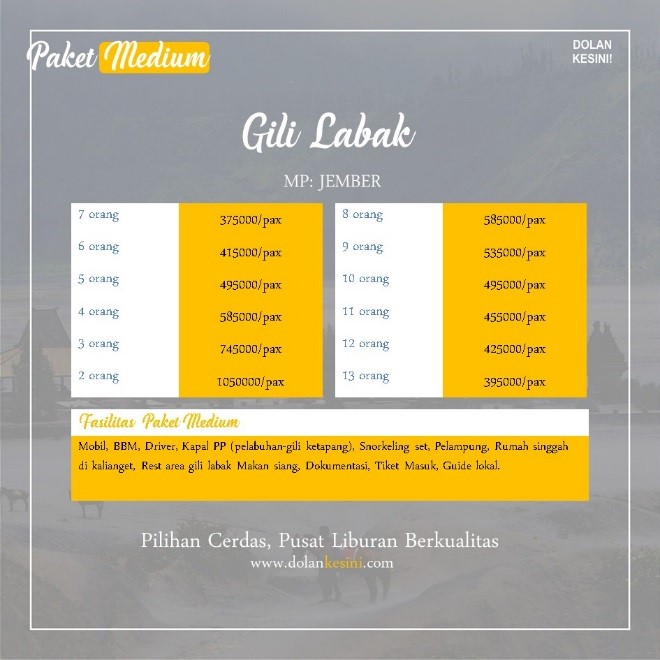 Paket Medium
DOLAN
KESINI!
Gili Labak
MP: JEMBER
7 orang 375000/pax
6 orang 415000/pax
5 orang 495000/pax
4 orang 585000/pax
3 orang 745000/pax
2 orang 1050000/pax
8 orang 585000/pax
9 orang 535000/pax
10 orang 495000/pax
11 orang 455000/pax
12 orang 425000/pax
13 orang 395000/pax
Fasilitas Paket Medium
Mobil, BBM, Driver, Kapal PP (pelabuhan-gili ketapang), Snorkeling set, Pelampung, Rumah singgah
di kalianget, Rest area gili labak Makan siang, Dokumentasi, Tiket Masuk, Guide lokal.
Pilihan Cerdas, Pusat Liburan Berkualitas
www.dolankesini.com